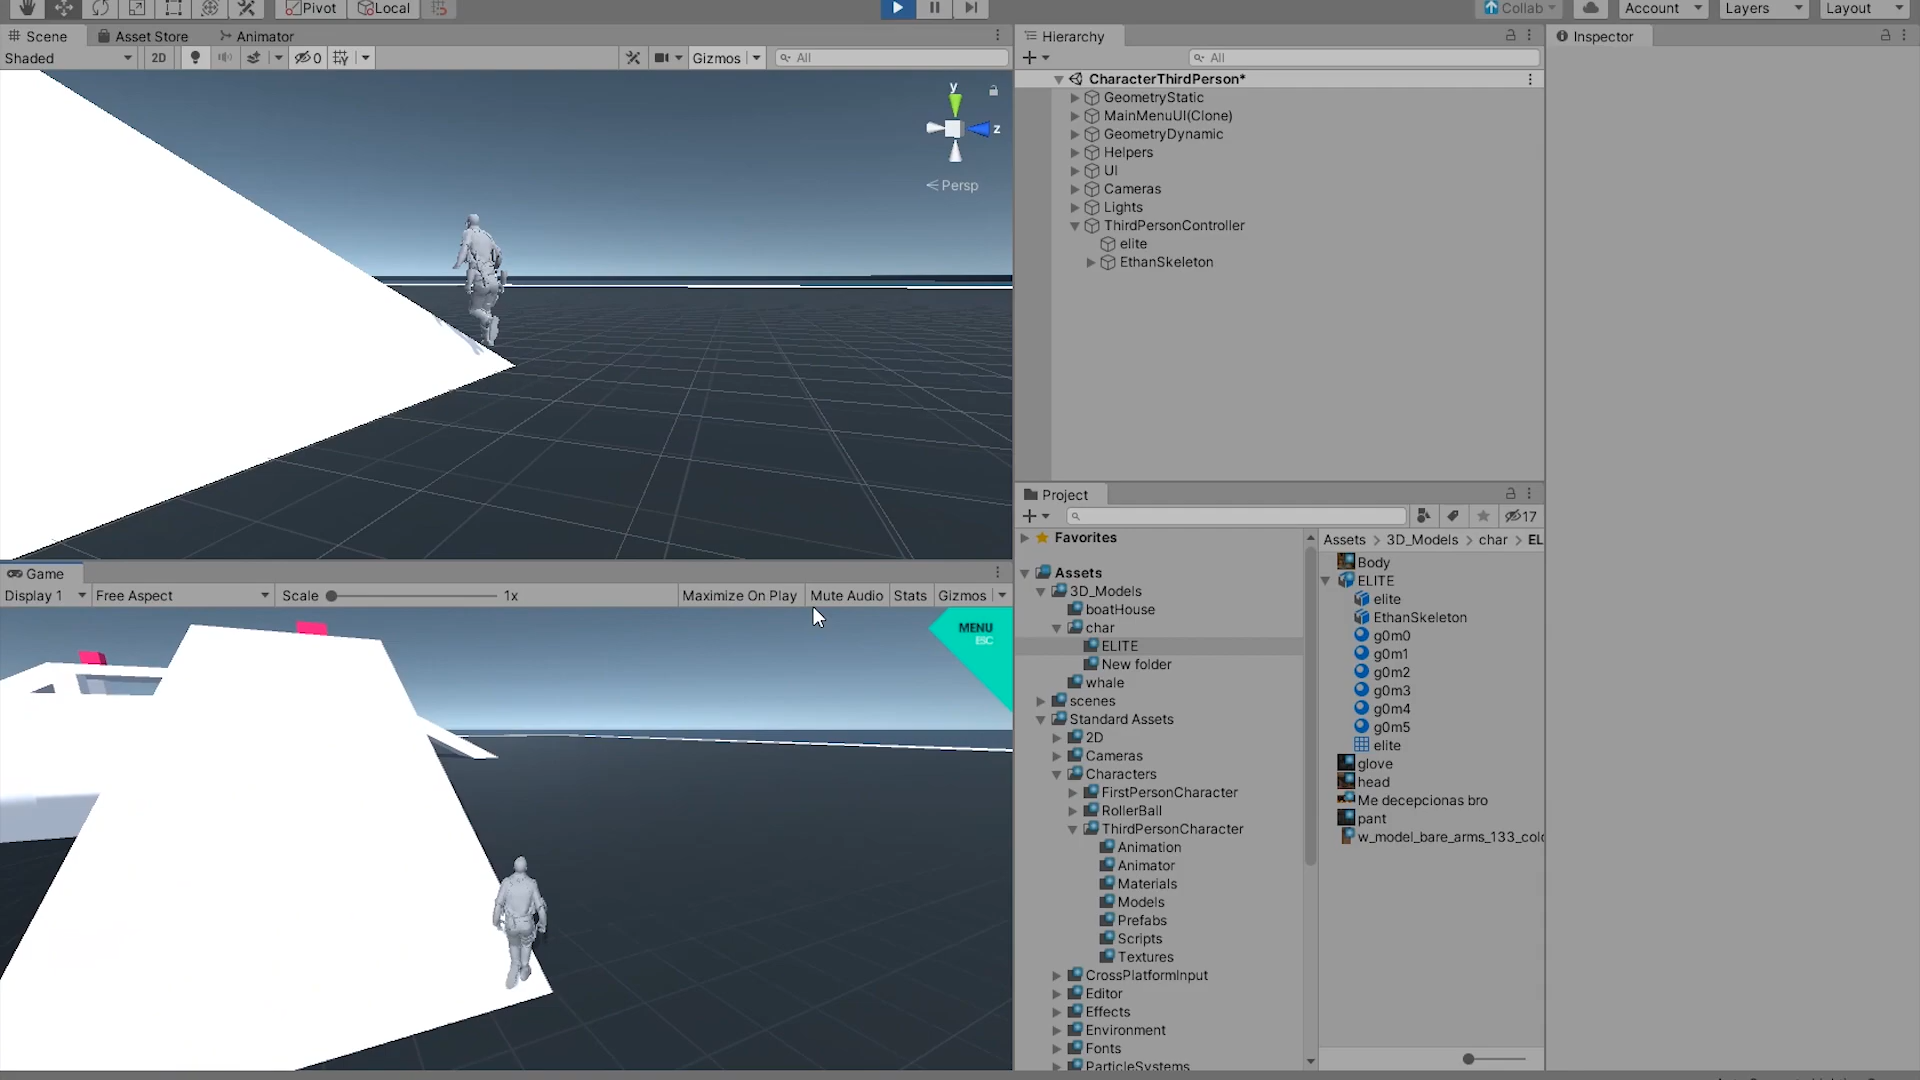 Pivot Local Collab Account Layers Layout
Scene Asset Store Animator
Shaded 2D 0 Gizmos All
y
z
Persp
Game
Display 1 Free Aspect Scale 1x Maximize On Play Mute Audio Stats Gizmos
MENU
ESC
Hierarchy
All
CharacterThirdPerson*
GeometryStatic
MainMenuUI(Clone)
GeometryDynamic
Helpers
UI
Cameras
Lights
ThirdPersonController
elite
EthanSkeleton
Project
17
Favorites
Assets
3D_Models
boatHouse
char
ELITE
New folder
whale
scenes
Standard Assets
2D
Cameras
Characters
FirstPersonCharacter
RollerBall
ThirdPersonCharacter
Animation
Animator
Materials
Models
Prefabs
Scripts
Textures
CrossPlatformInput
Editor
Effects
Environment
Fonts
ParticleSystems
Assets > 3D_Models > char > EL
Body
ELITE
elite
EthanSkeleton
g0m0
g0m1
g0m2
g0m3
g0m4
g0m5
elite
glove
head
Me decepcionas bro
pant
w_model_bare_arms_133_colo
Inspector